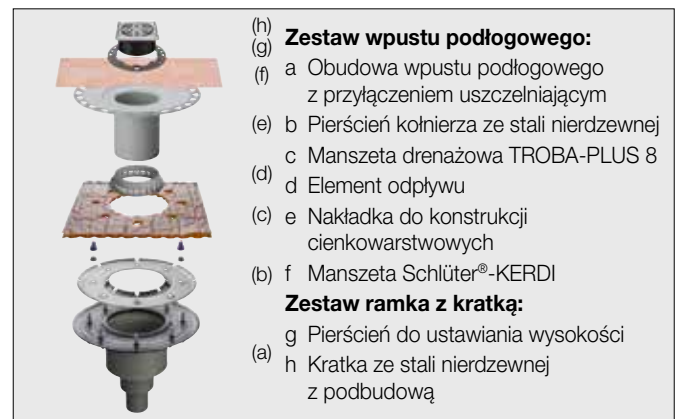 (h)
(g)
(f)
(e)
(d)
(c)
(b)
(a)
Zestaw wpustu podłogowego:
a Obudowa wpustu podłogowego
z przyłączeniem uszczelniającym
b Pierścień kołnierza ze stali nierdzewnej
c Manszeta drenażowa TROBA-PLUS 8
d Element odpływu
e Nakładka do konstrukcji
cienkowarstwowych
f Manszeta Schlüter®-KERDI
Zestaw ramka z kratką:
g Pierścień do ustawiania wysokości
h Kratka ze stali nierdzewnej
z podbudową